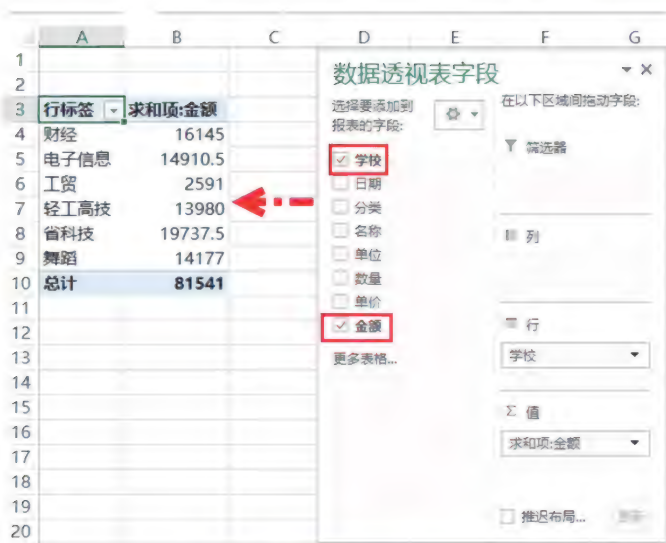 A B C D E F G
1
2
3 行标签 求和项:金额
4 财经 16145
5 电子信息 14910.5
6 工贸 2591
7 轻工高技 13980
8 省科技 19737.5
9 舞蹈 14177
10 总计 81541
11
12
13
14
15
16
17
18
19
20
数据透视表字段
选择要添加到
报表的字段:
学校
日期
分类
名称
单位
数量
单价
金额
更多表格...
在以下区域间拖动字段:
筛选器
列
行
学校
Σ 值
求和项:金额
推迟布局...
更新